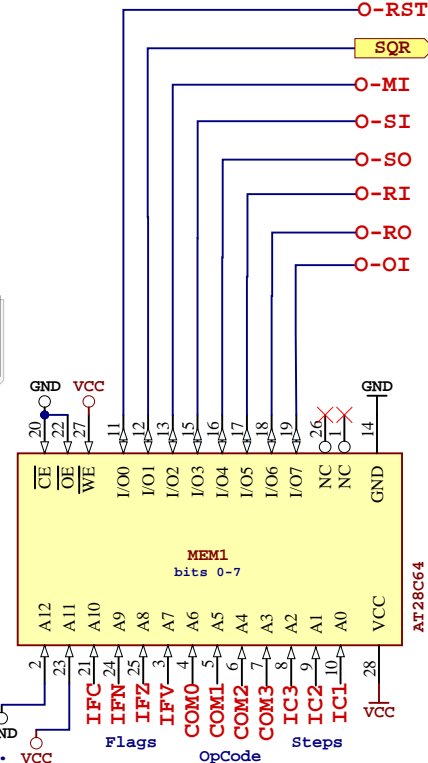 O-RST
SQR
O-MI
O-SI
O-SO
O-RI
O-RO
O-OI
GND VCC GND
20 22 27 11 12 13 15 16 17 18 19 26 1 14
CE OE WE I/O0 I/O1 I/O2 I/O3 I/O4 I/O5 I/O6 I/O7 NC NC GND
MEM1
bits 0-7
AT28C64
A12 A11 A10 A9 A8 A7 A6 A5 A4 A3 A2 A1 A0 VCC
2 23 21 24 25 3 4 5 6 7 8 9 10 28
IFC IFN IFZ IFV COM0 COM1 COM2 COM3 IC3 IC2 IC1
VCC
ND
Flags Steps
VCC OpCode